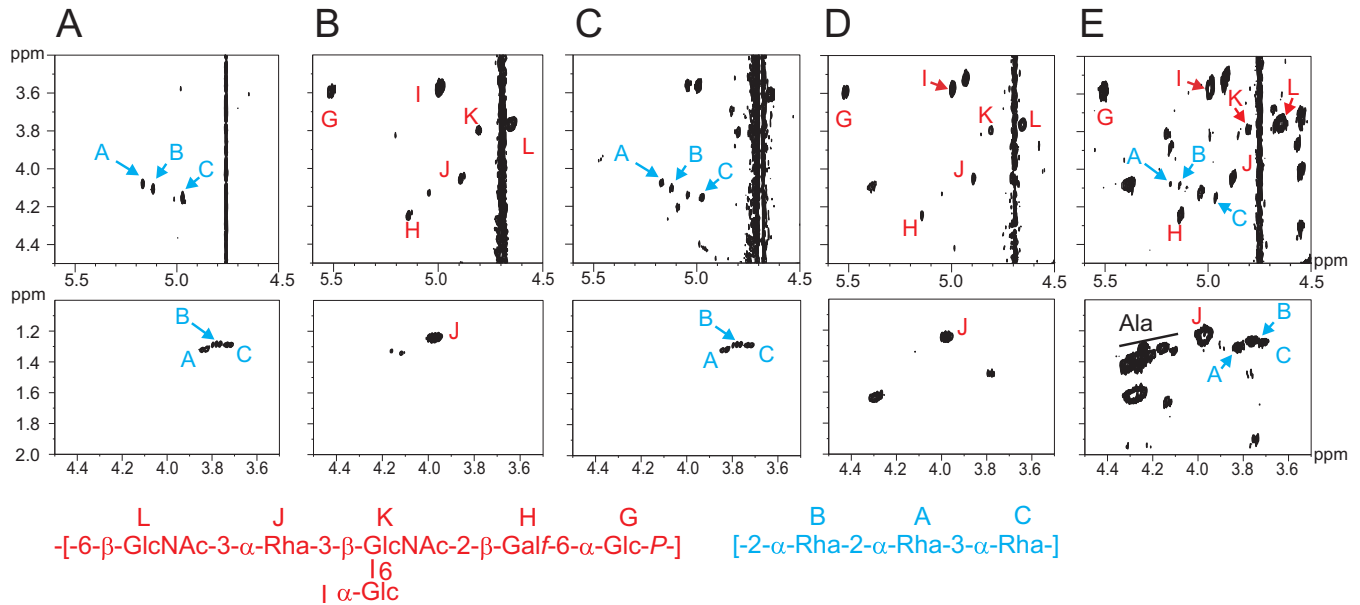 A B C D E
ppm
3.6
3.8
4.0
4.2
4.4
A B C
G I K L J H
A B C
G I K L J H
G I K L J A B C H
5.5 5.0 4.5
5.5 5.0 4.5
5.5 5.0 4.5
5.5 5.0 4.5 ppm
5.5 5.0 4.5 ppm
ppm
1.2
1.4
1.6
1.8
2.0
B A C
J
B A C
J
Ala J B A C
4.4 4.2 4.0 3.8 3.6
4.4 4.2 4.0 3.8 3.6
4.4 4.2 4.0 3.8 3.6
4.4 4.2 4.0 3.8 3.6
4.4 4.2 4.0 3.8 3.6 ppm
L J K H G
-[-6-β-GlcNAc-3-α-Rha-3-β-GlcNAc-2-β-Galf-6-α-Glc-P-]
I6
I α-Glc
B A C
[-2-α-Rha-2-α-Rha-3-α-Rha-]